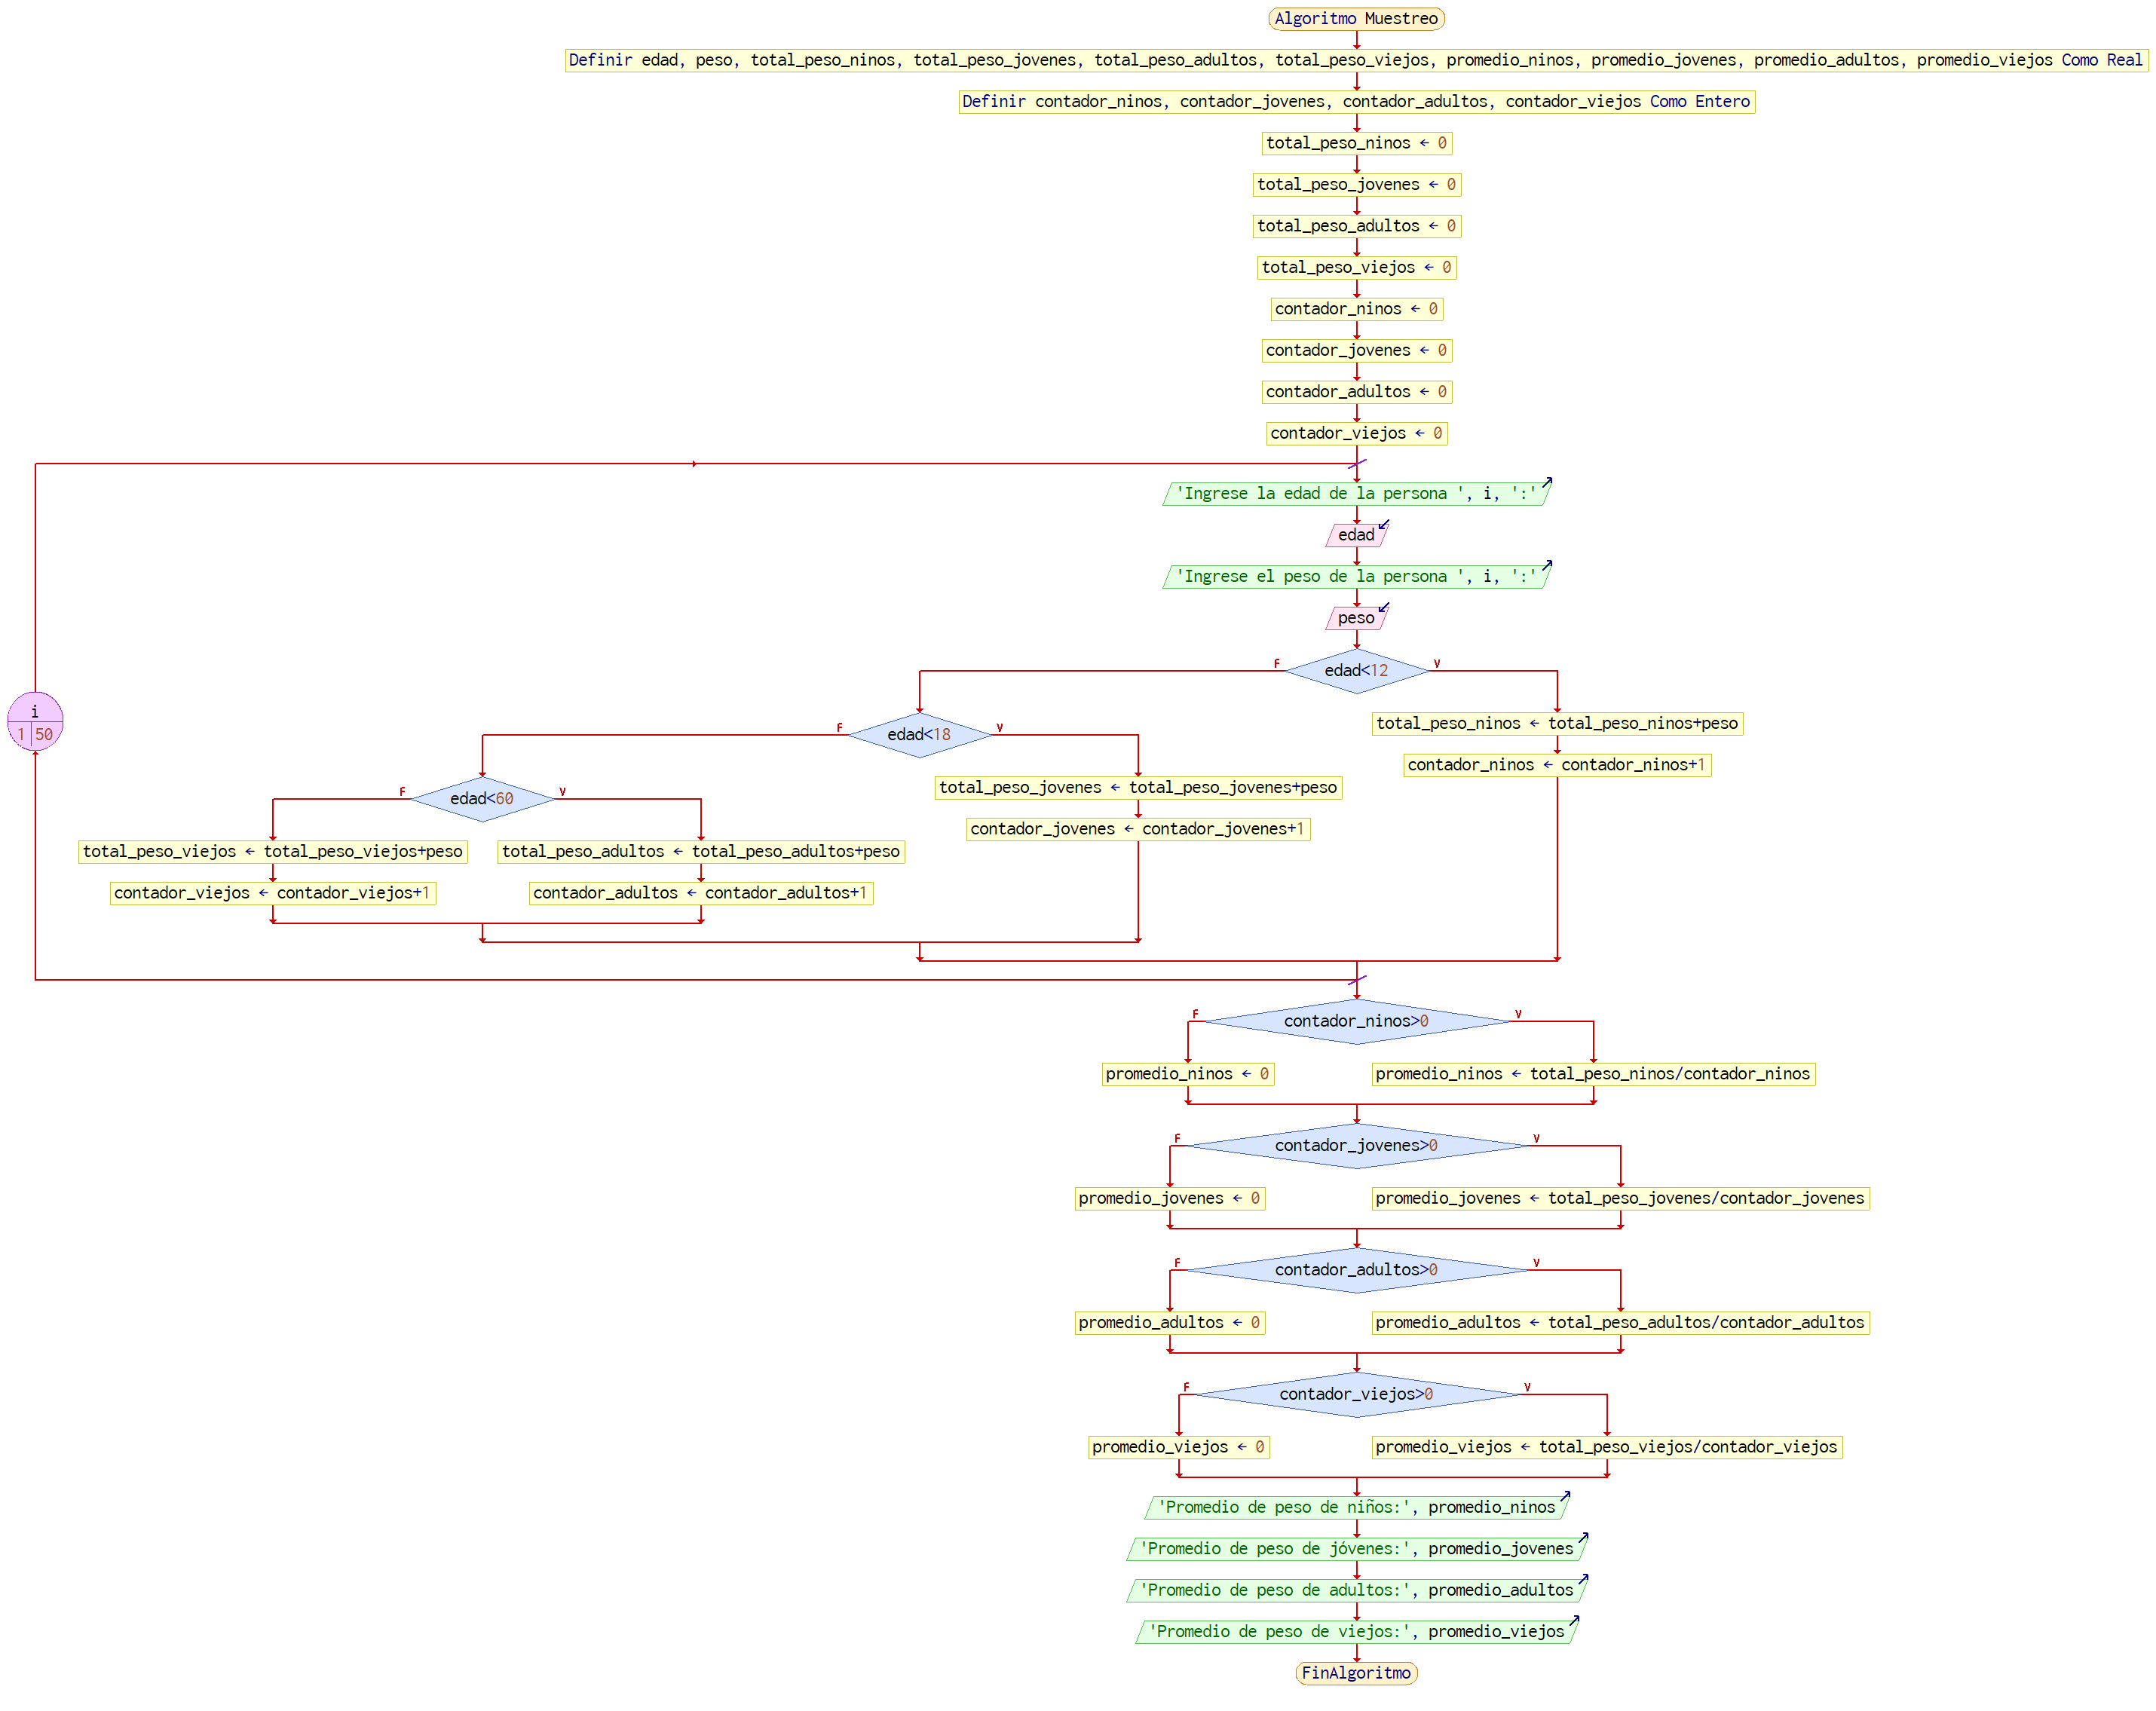 Algoritmo Muestreo
Definir edad, peso, total_peso_ninos, total_peso_jovenes, total_peso_adultos, total_peso_viejos, promedio_ninos, promedio_jovenes, promedio_adultos, promedio_viejos Como Real
Definir contador_ninos, contador_jovenes, contador_adultos, contador_viejos Como Entero
total_peso_ninos ← 0
total_peso_jovenes ← 0
total_peso_adultos ← 0
total_peso_viejos ← 0
contador_ninos ← 0
contador_jovenes ← 0
contador_adultos ← 0
contador_viejos ← 0
i
1 50
'Ingrese la edad de la persona ', i, ':'
edad
'Ingrese el peso de la persona ', i, ':'
peso
F edad<12 V
total_peso_ninos ← total_peso_ninos+peso
contador_ninos ← contador_ninos+1
F edad<18 V
total_peso_jovenes ← total_peso_jovenes+peso
contador_jovenes ← contador_jovenes+1
F edad<60 V
total_peso_viejos ← total_peso_viejos+peso
contador_viejos ← contador_viejos+1
total_peso_adultos ← total_peso_adultos+peso
contador_adultos ← contador_adultos+1
F contador_ninos>0 V
promedio_ninos ← 0
promedio_ninos ← total_peso_ninos/contador_ninos
F contador_jovenes>0 V
promedio_jovenes ← 0
promedio_jovenes ← total_peso_jovenes/contador_jovenes
F contador_adultos>0 V
promedio_adultos ← 0
promedio_adultos ← total_peso_adultos/contador_adultos
F contador_viejos>0 V
promedio_viejos ← 0
promedio_viejos ← total_peso_viejos/contador_viejos
'Promedio de peso de niños:', promedio_ninos
'Promedio de peso de jóvenes:', promedio_jovenes
'Promedio de peso de adultos:', promedio_adultos
'Promedio de peso de viejos:', promedio_viejos
FinAlgoritmo